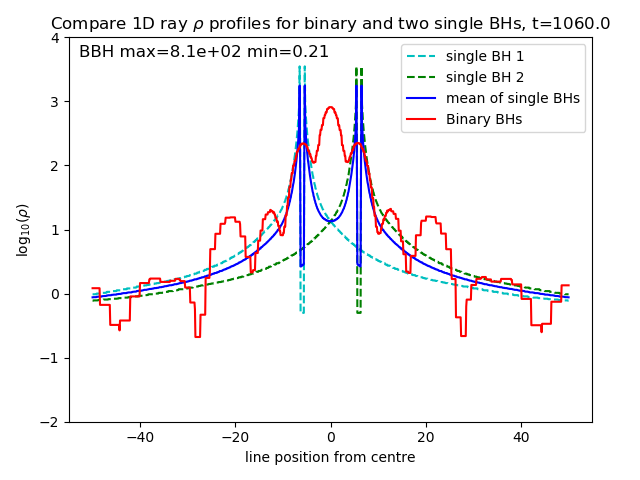 Compare 1D ray ρ profiles for binary and two single BHs, t=1060.0
BBH max=8.1e+02 min=0.21
single BH 1
single BH 2
mean of single BHs
Binary BHs
4
3
2
1
0
−1
−2
log₁₀(ρ)
−40 −20 0 20 40
line position from centre